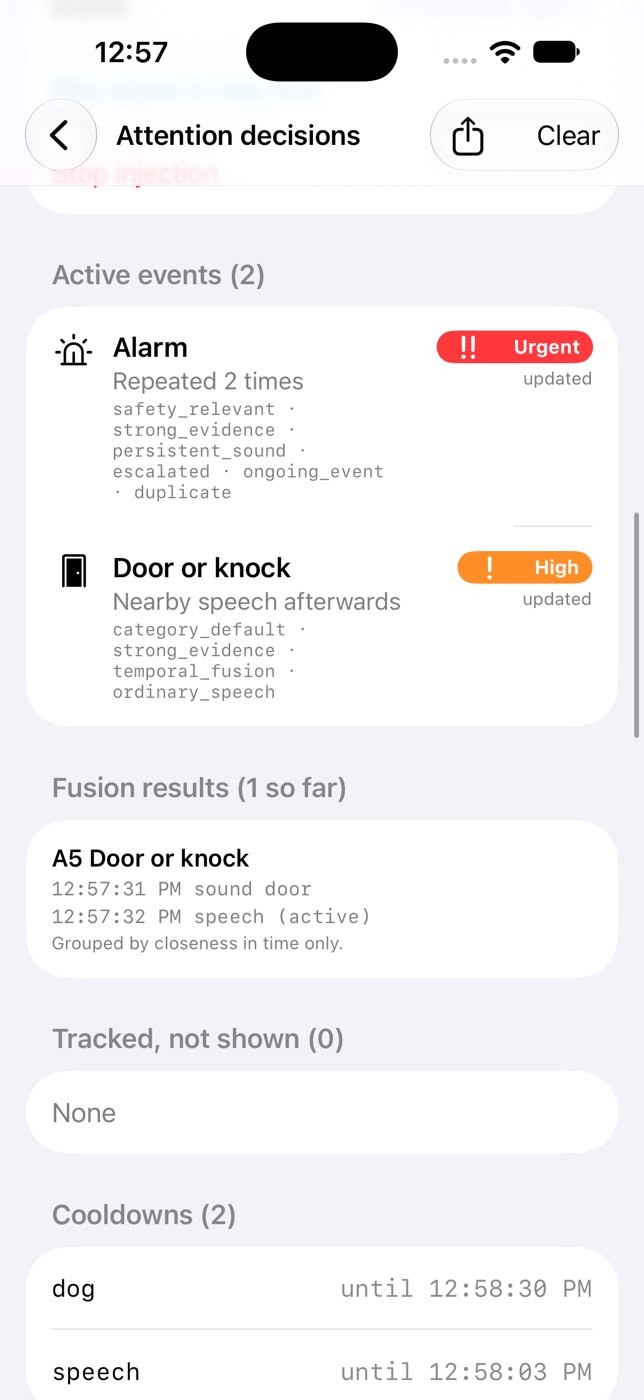 12:57
Attention decisions
Clear
Stop injection
Active events (2)
Alarm
Urgent
Repeated 2 times
updated
safety_relevant ·
strong_evidence ·
persistent_sound ·
escalated · ongoing_event
· duplicate
Door or knock
High
Nearby speech afterwards
updated
category_default ·
strong_evidence ·
temporal_fusion ·
ordinary_speech
Fusion results (1 so far)
A5 Door or knock
12:57:31 PM sound door
12:57:32 PM speech (active)
Grouped by closeness in time only.
Tracked, not shown (0)
None
Cooldowns (2)
dog
until 12:58:30 PM
speech
until 12:58:03 PM